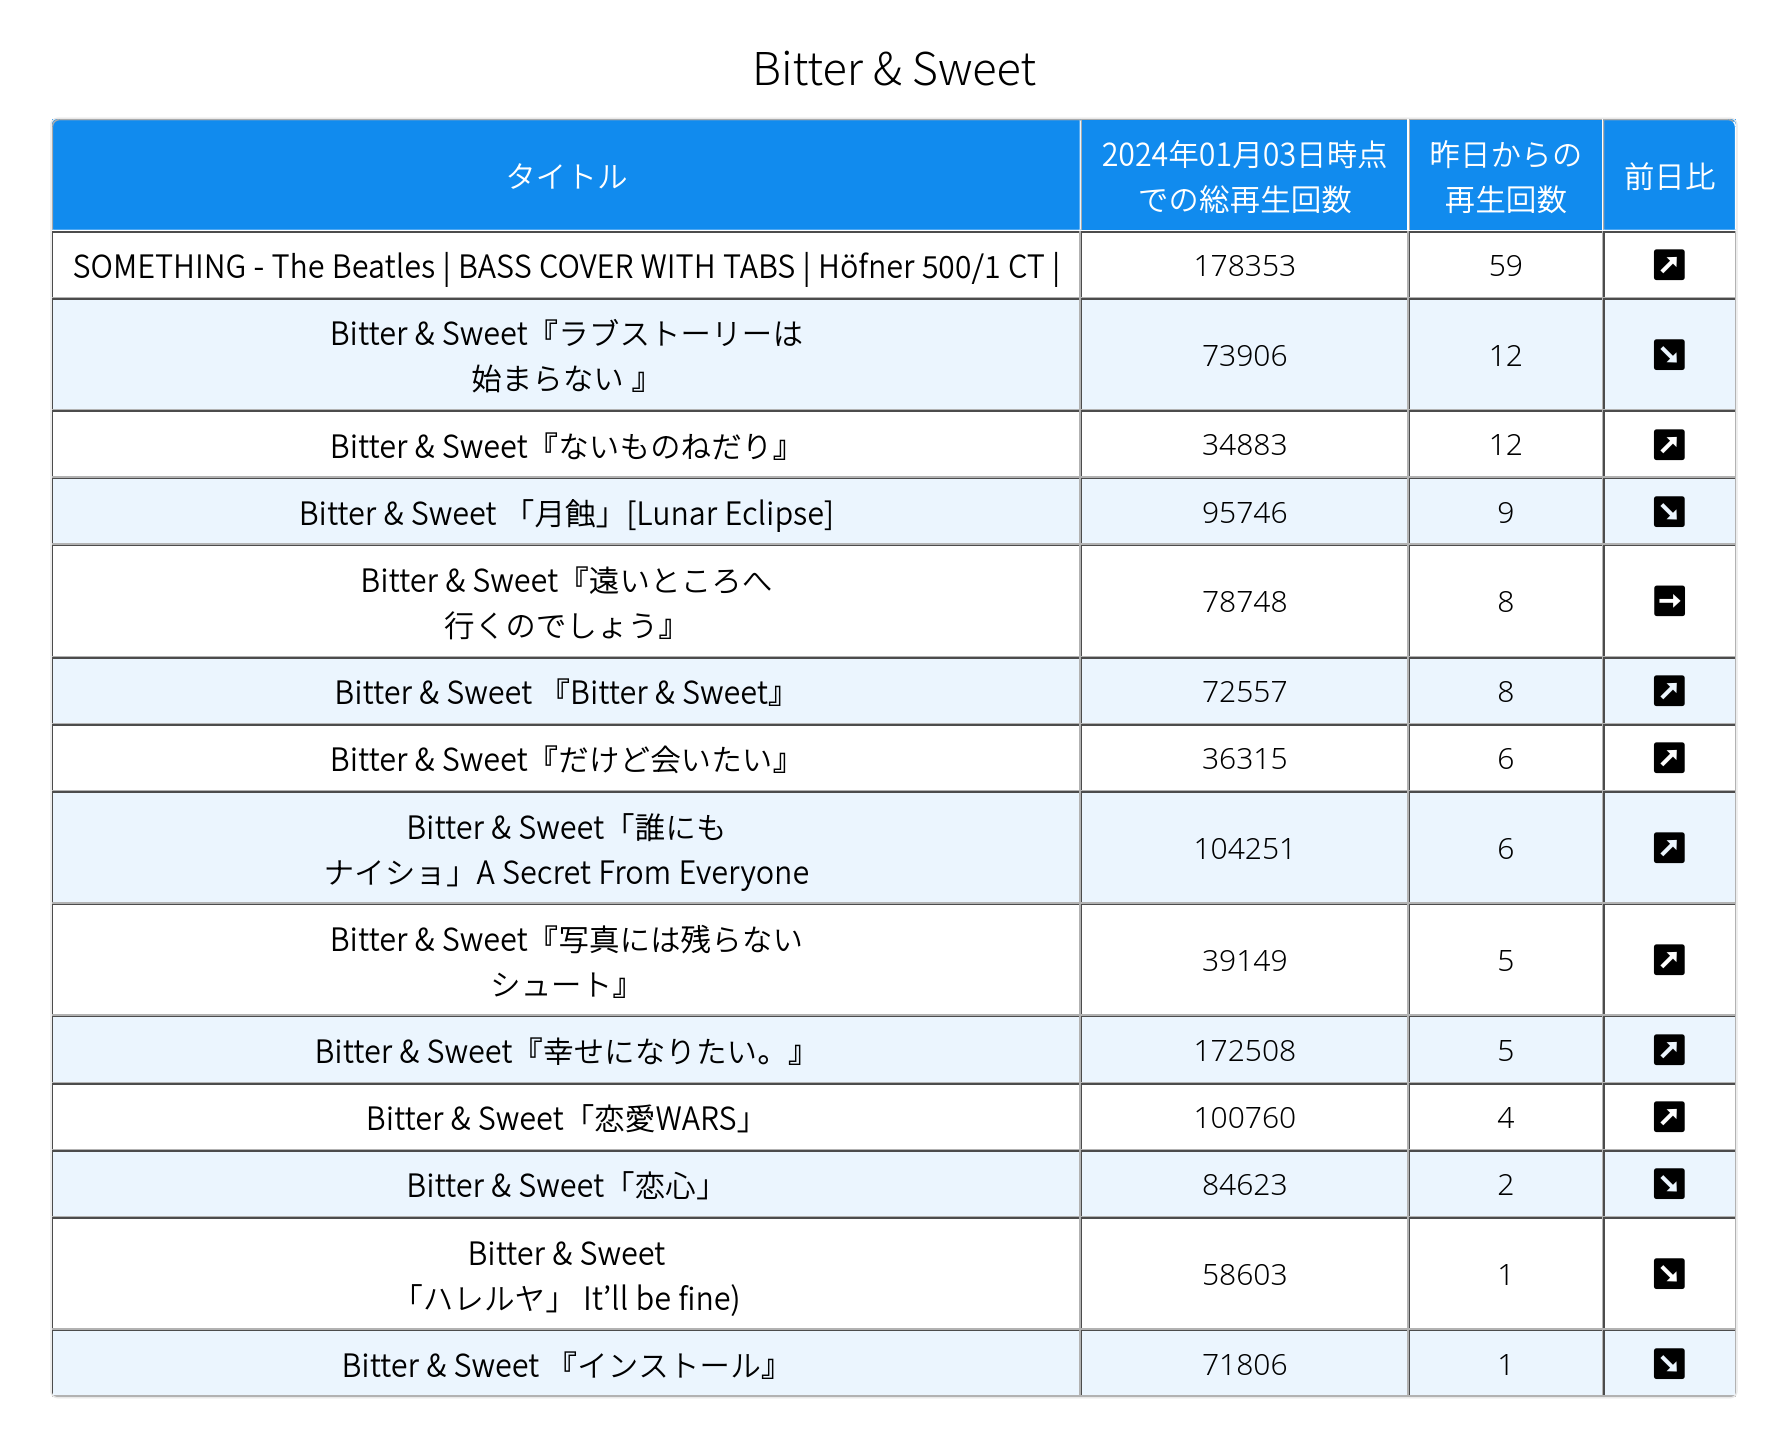 Bitter & Sweet
タイトル
2024年01月03日時点
での総再生回数
昨日からの
再生回数
前日比
SOMETHING - The Beatles | BASS COVER WITH TABS | Höfner 500/1 CT |
178353
59
Bitter & Sweet『ラブストーリーは
始まらない 』
73906
12
Bitter & Sweet『ないものねだり』
34883
12
Bitter & Sweet 「月蝕」[Lunar Eclipse]
95746
9
Bitter & Sweet『遠いところへ
行くのでしょう』
78748
8
Bitter & Sweet 『Bitter & Sweet』
72557
8
Bitter & Sweet『だけど会いたい』
36315
6
Bitter & Sweet「誰にも
ナイショ」A Secret From Everyone
104251
6
Bitter & Sweet『写真には残らない
シュート』
39149
5
Bitter & Sweet『幸せになりたい。』
172508
5
Bitter & Sweet「恋愛WARS」
100760
4
Bitter & Sweet「恋心」
84623
2
Bitter & Sweet
「ハレルヤ」 It’ll be fine)
58603
1
Bitter & Sweet 『インストール』
71806
1